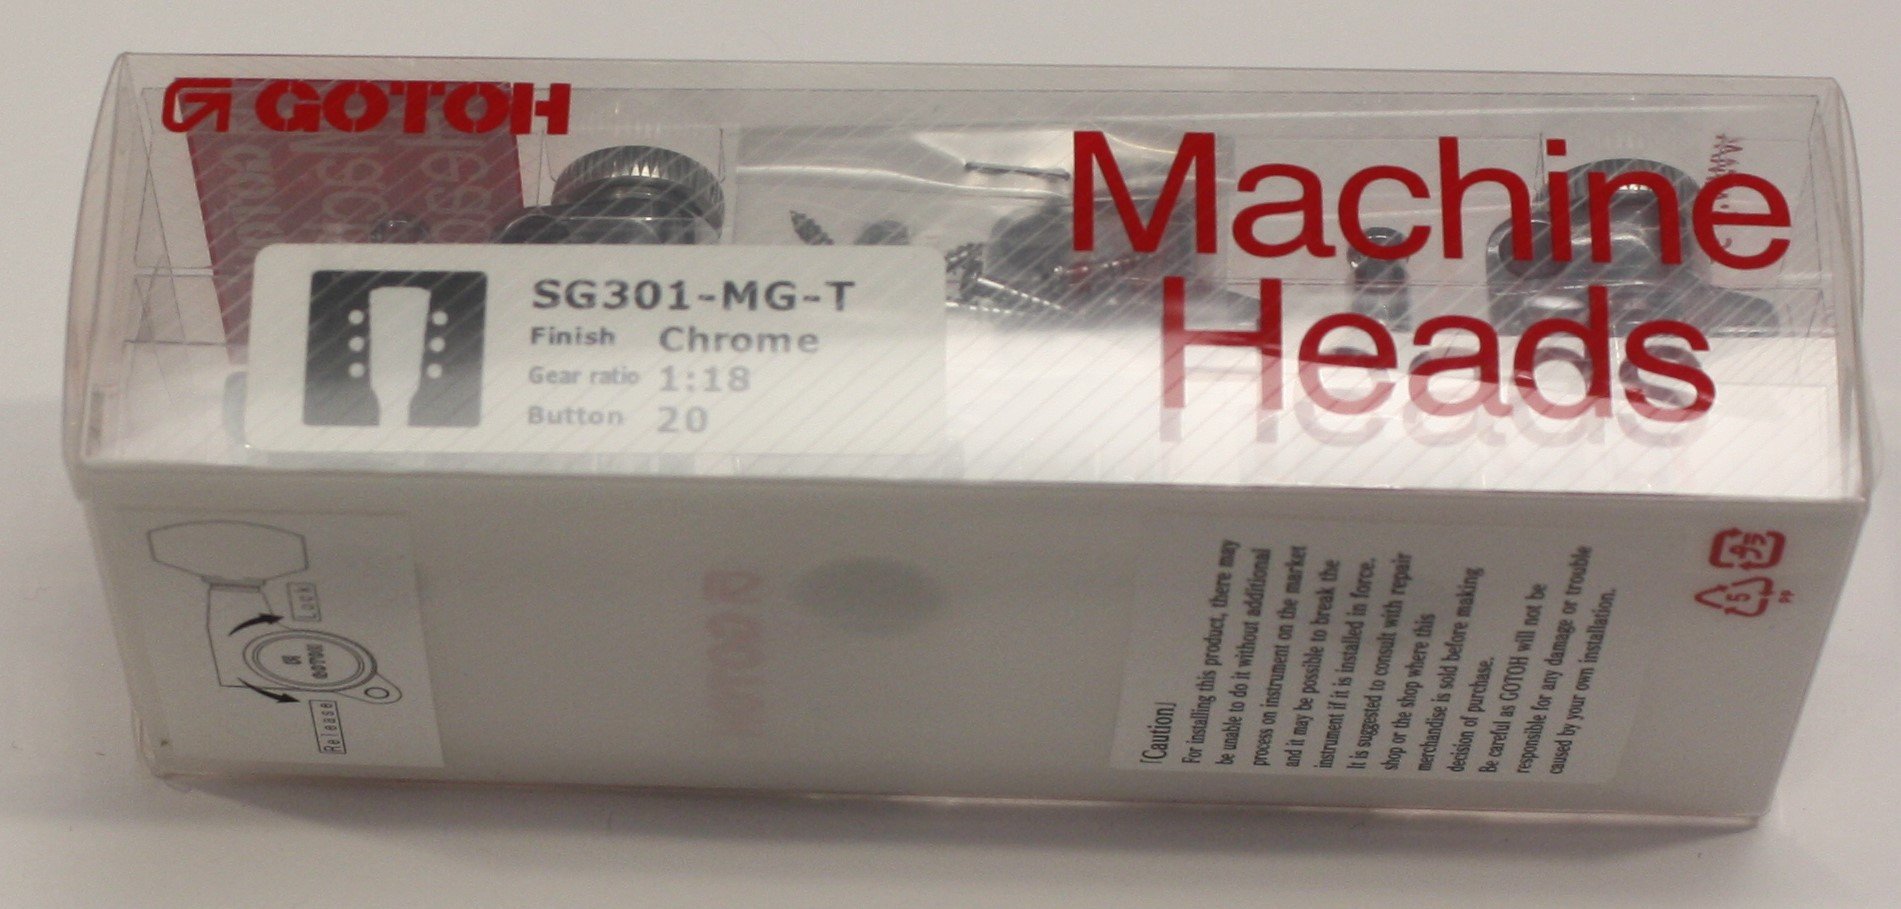 GOTOH
Machine
Heads
SG301-MG-T
Finish Chrome
Gear ratio 1:18
Button 20
Lock
GOTOH
Release
「Caution」
For installing this product, there may
be unable to do it without additional
process on instrument on the market
and it may be possible to break the
instrument if it is installed in force.
It is suggested to consult with repair
shop or the shop where this
merchandise is sold before making
decision of purchase.
Be careful as GOTOH will not be
responsible for any damage or trouble
caused by your own installation.
5
PP